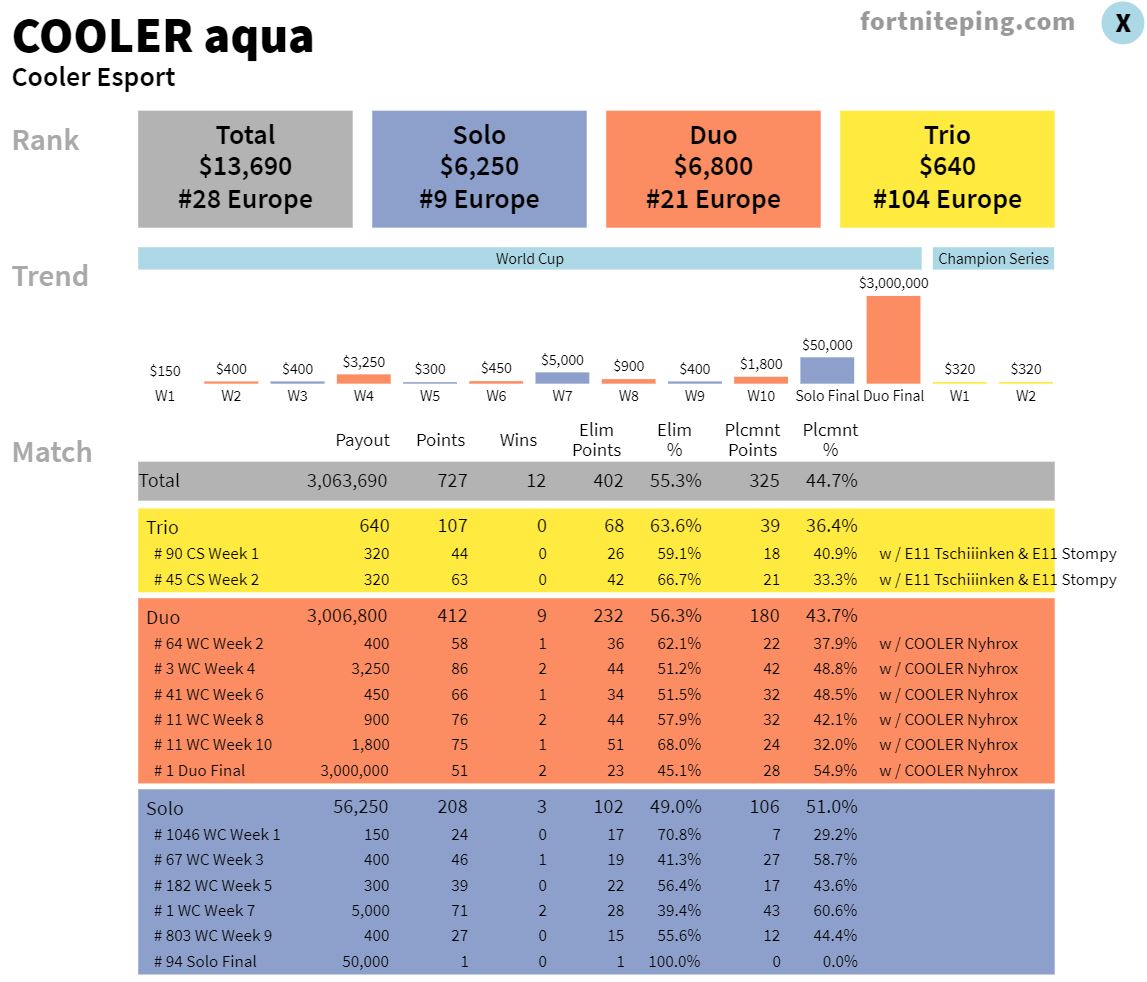 COOLER aqua
fortniteping.com
X
Cooler Esport
Rank
Total
$13,690
#28 Europe
Solo
$6,250
#9 Europe
Duo
$6,800
#21 Europe
Trio
$640
#104 Europe
Trend
World Cup
Champion Series
$150 $400 $400 $3,250 $300 $450 $5,000 $900 $400 $1,800 $50,000 $3,000,000 $320 $320
W1 W2 W3 W4 W5 W6 W7 W8 W9 W10 Solo Final Duo Final W1 W2
Match
Payout Points Wins Elim Points Elim % Plcmnt Points Plcmnt %
Total 3,063,690 727 12 402 55.3% 325 44.7%
Trio 640 107 0 68 63.6% 39 36.4%
# 90 CS Week 1 320 44 0 26 59.1% 18 40.9% w / E11 Tschiiinken & E11 Stompy
# 45 CS Week 2 320 63 0 42 66.7% 21 33.3% w / E11 Tschiiinken & E11 Stompy
Duo 3,006,800 412 9 232 56.3% 180 43.7%
# 64 WC Week 2 400 58 1 36 62.1% 22 37.9% w / COOLER Nyhrox
# 3 WC Week 4 3,250 86 2 44 51.2% 42 48.8% w / COOLER Nyhrox
# 41 WC Week 6 450 66 1 34 51.5% 32 48.5% w / COOLER Nyhrox
# 11 WC Week 8 900 76 2 44 57.9% 32 42.1% w / COOLER Nyhrox
# 11 WC Week 10 1,800 75 1 51 68.0% 24 32.0% w / COOLER Nyhrox
# 1 Duo Final 3,000,000 51 2 23 45.1% 28 54.9% w / COOLER Nyhrox
Solo 56,250 208 3 102 49.0% 106 51.0%
# 1046 WC Week 1 150 24 0 17 70.8% 7 29.2%
# 67 WC Week 3 400 46 1 19 41.3% 27 58.7%
# 182 WC Week 5 300 39 0 22 56.4% 17 43.6%
# 1 WC Week 7 5,000 71 2 28 39.4% 43 60.6%
# 803 WC Week 9 400 27 0 15 55.6% 12 44.4%
# 94 Solo Final 50,000 1 0 1 100.0% 0 0.0%